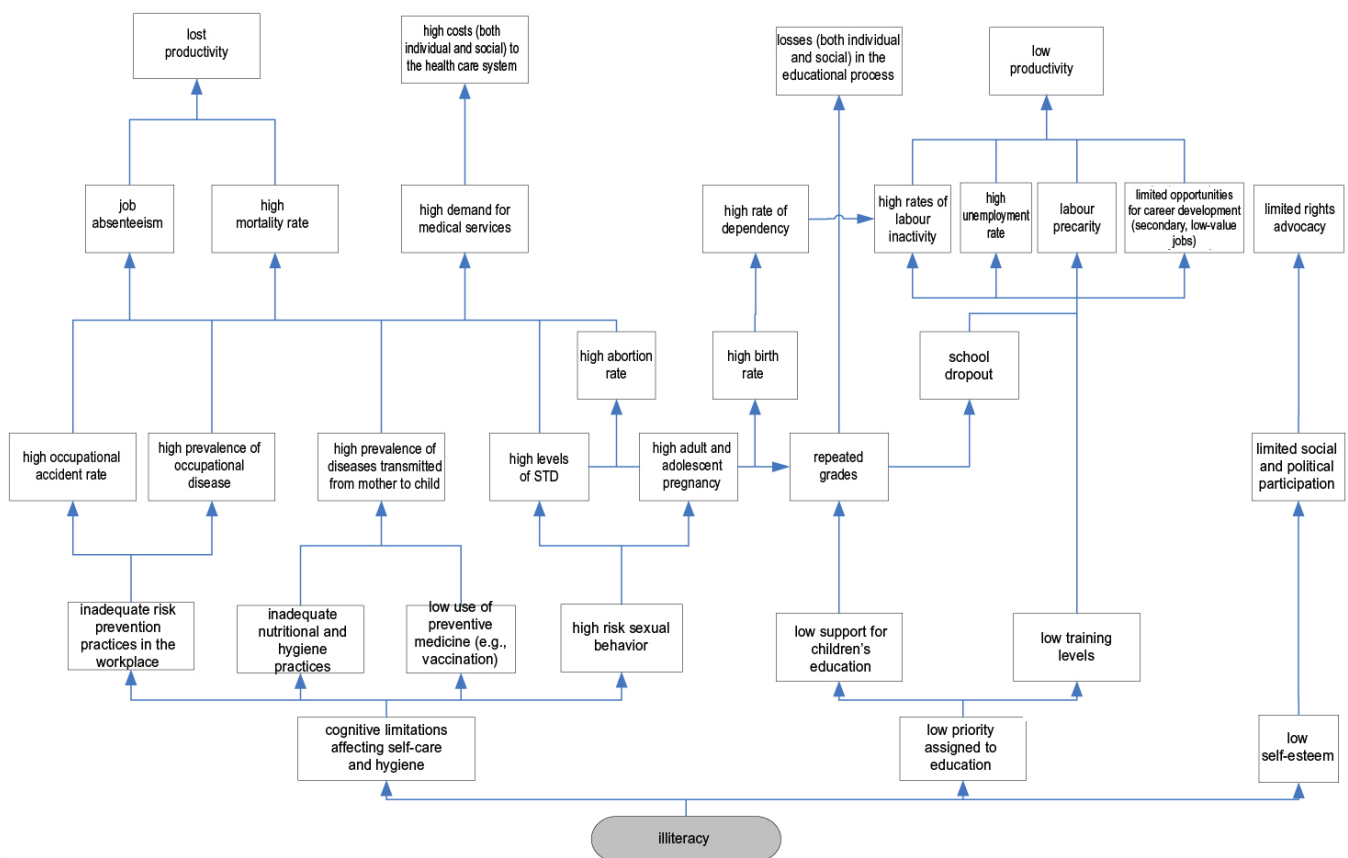 lost
productivity
high costs (both
individual and social) to
the health care system
losses (both individual
and social) in the
educational process
low
productivity
job
absenteeism
high
mortality rate
high demand for
medical services
high rate of
dependency
high rates of
labour
inactivity
high
unemployment
rate
labour
precarity
limited opportunities
for career development
(secondary, low-value
jobs)
limited rights
advocacy
high abortion
rate
high birth
rate
school
dropout
high occupational
accident rate
high prevalence of
occupational
disease
high prevalence of
diseases transmitted
from mother to child
high levels
of STD
high adult and
adolescent
pregnancy
repeated
grades
limited social
and political
participation
inadequate risk
prevention
practices in the
workplace
inadequate
nutritional and
hygiene
practices
low use of
preventive
medicine (e.g.,
vaccination)
high risk sexual
behavior
low support for
children's
education
low training
levels
cognitive limitations
affecting self-care
and hygiene
low priority
assigned to
education
low
self-esteem
illiteracy